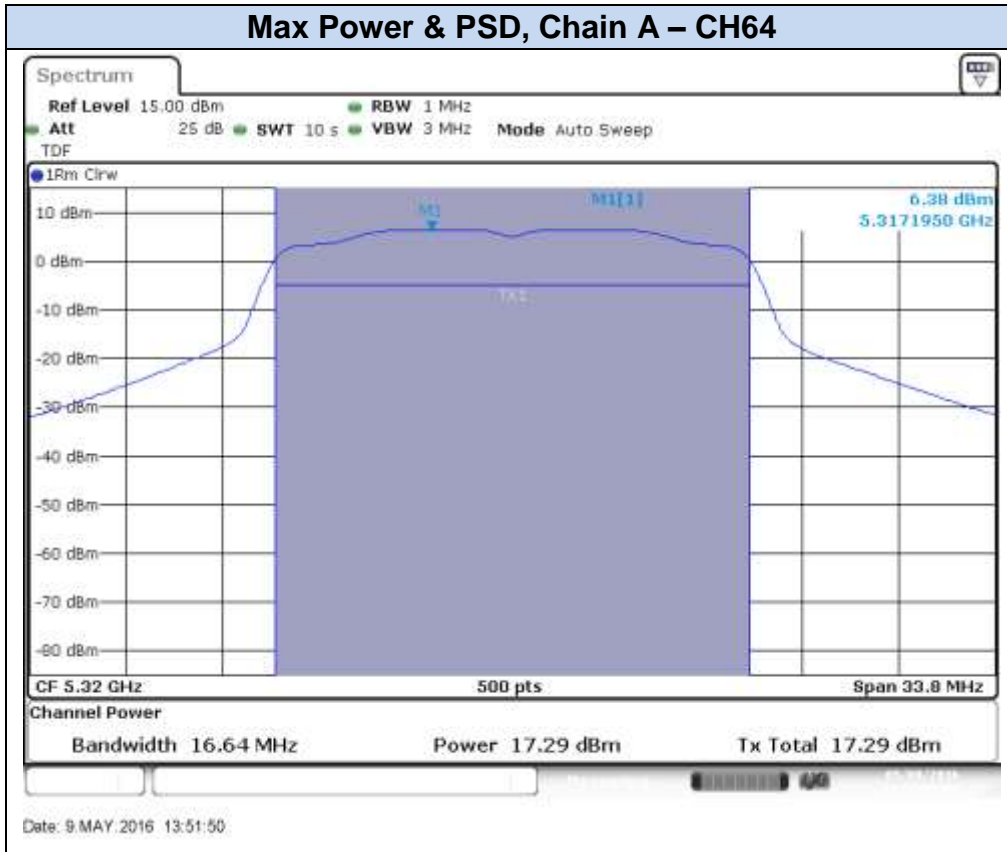 Max Power & PSD, Chain A – CH64
Spectrum
Ref Level 15.00 dBm RBW 1 MHz
Att 25 dB SWT 10 s VBW 3 MHz Mode Auto Sweep
TDF
1Rm Clrw
M1[1] 6.38 dBm
5.3171950 GHz
M1
10 dBm
0 dBm
TX1
-10 dBm
-20 dBm
-30 dBm
-40 dBm
-50 dBm
-60 dBm
-70 dBm
-80 dBm
CF 5.32 GHz 500 pts Span 33.8 MHz
Channel Power
Bandwidth 16.64 MHz Power 17.29 dBm Tx Total 17.29 dBm
Date: 9.MAY.2016 13:51:50